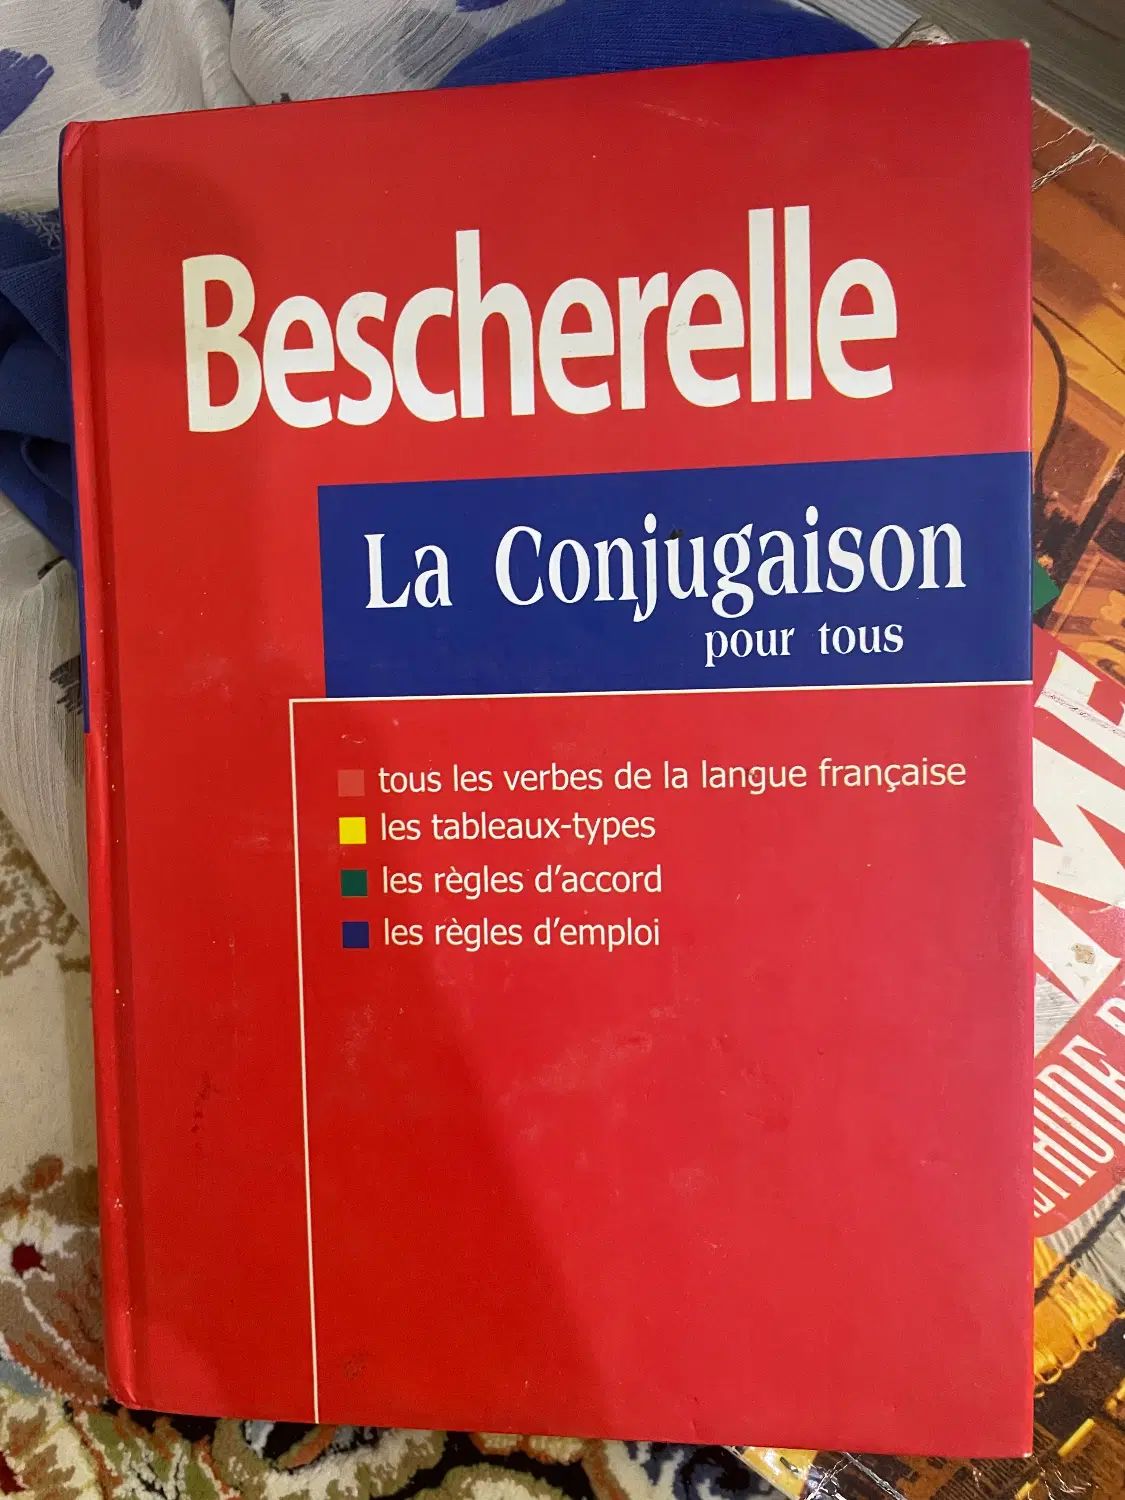 Bescherelle
La Conjugaison
pour tous
tous les verbes de la langue française
les tableaux-types
les règles d'accord
les règles d'emploi